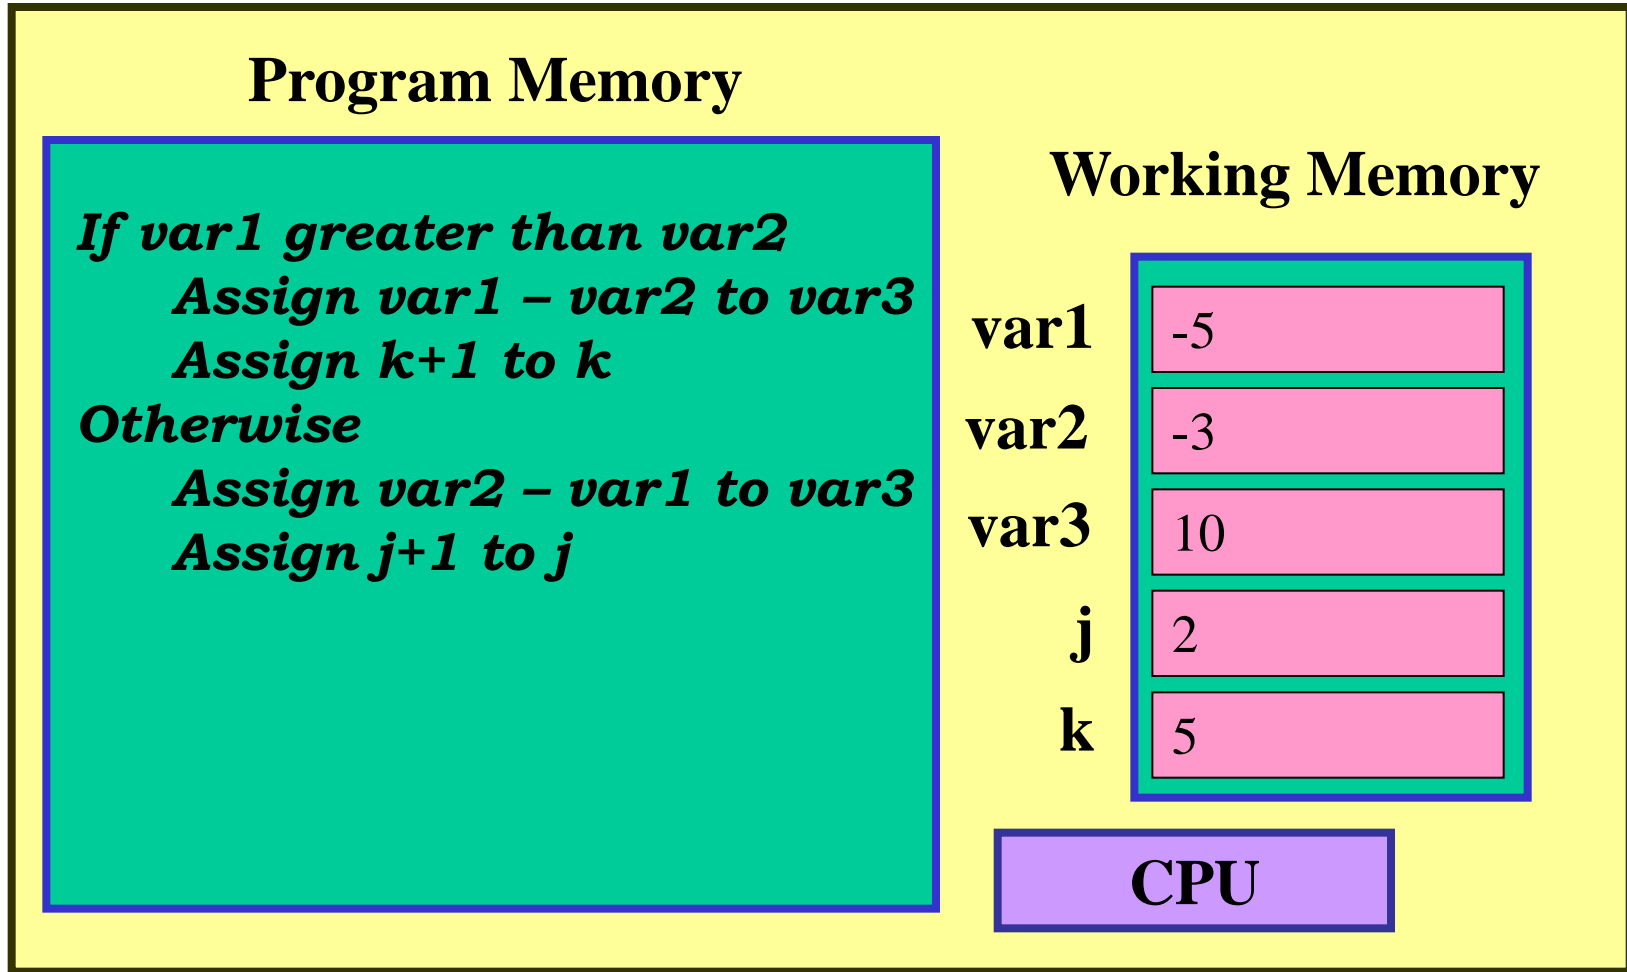 Program Memory
If var1 greater than var2
Assign var1 – var2 to var3
Assign k+1 to k
Otherwise
Assign var2 – var1 to var3
Assign j+1 to j
Working Memory
var1 -5
var2 -3
var3 10
j 2
k 5
CPU